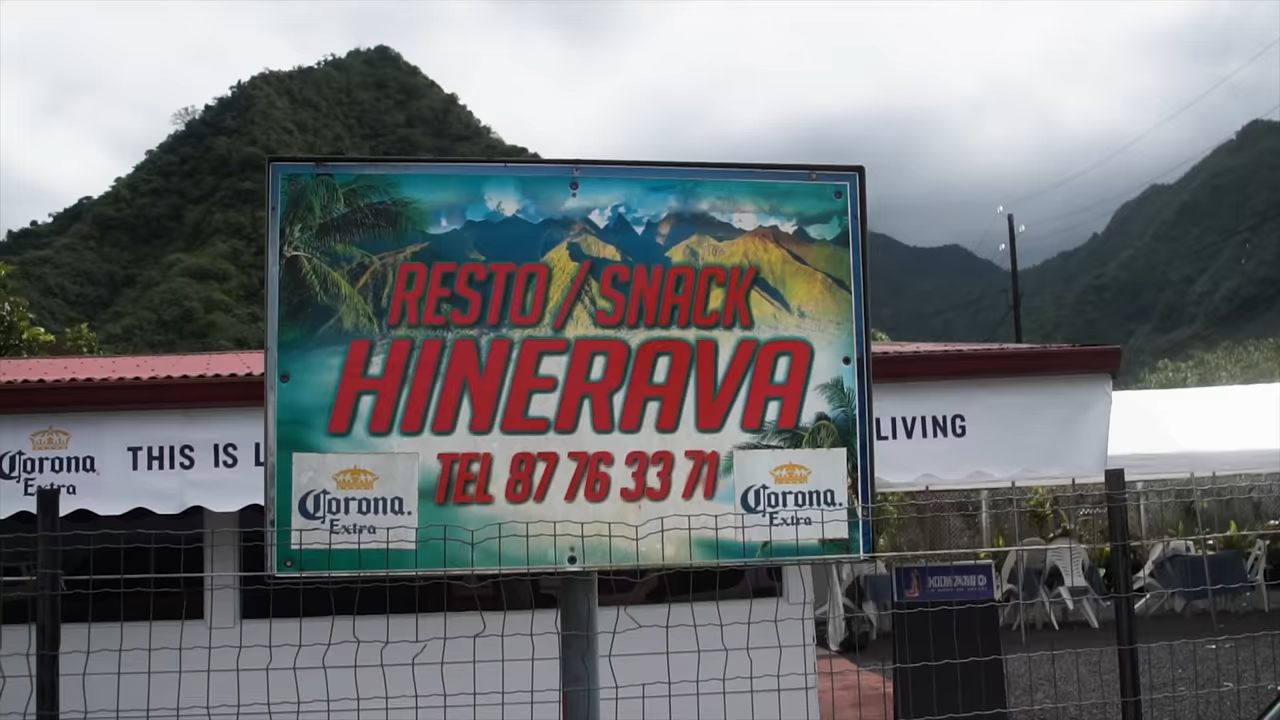 RESTO / SNACK
HINERAVA
TEL 87 76 33 71
Corona.
Extra
Corona.
Extra
Corona
Extra
THIS IS L
LIVING